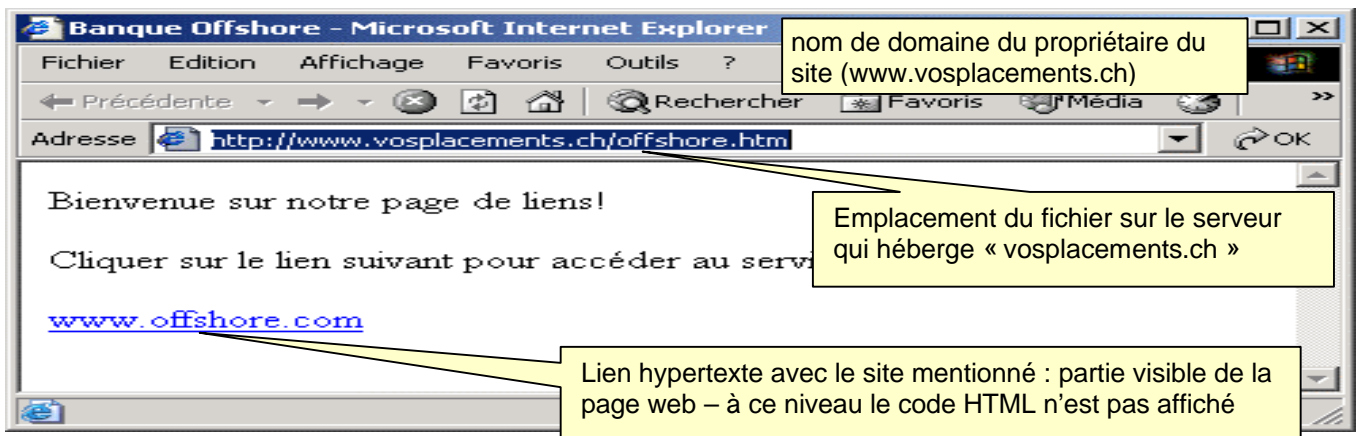 Banque Offshore - Microsoft Internet Explorer
nom de domaine du propriétaire du
site (www.vosplacements.ch)
Fichier Edition Affichage Favoris Outils ?
Précédente Rechercher Favoris Média »
Adresse http://www.vosplacements.ch/offshore.htm OK
Bienvenue sur notre page de liens!
Emplacement du fichier sur le serveur
qui héberge « vosplacements.ch »
Cliquer sur le lien suivant pour accéder au servi
www.offshore.com
Lien hypertexte avec le site mentionné : partie visible de la
page web – à ce niveau le code HTML n’est pas affiché